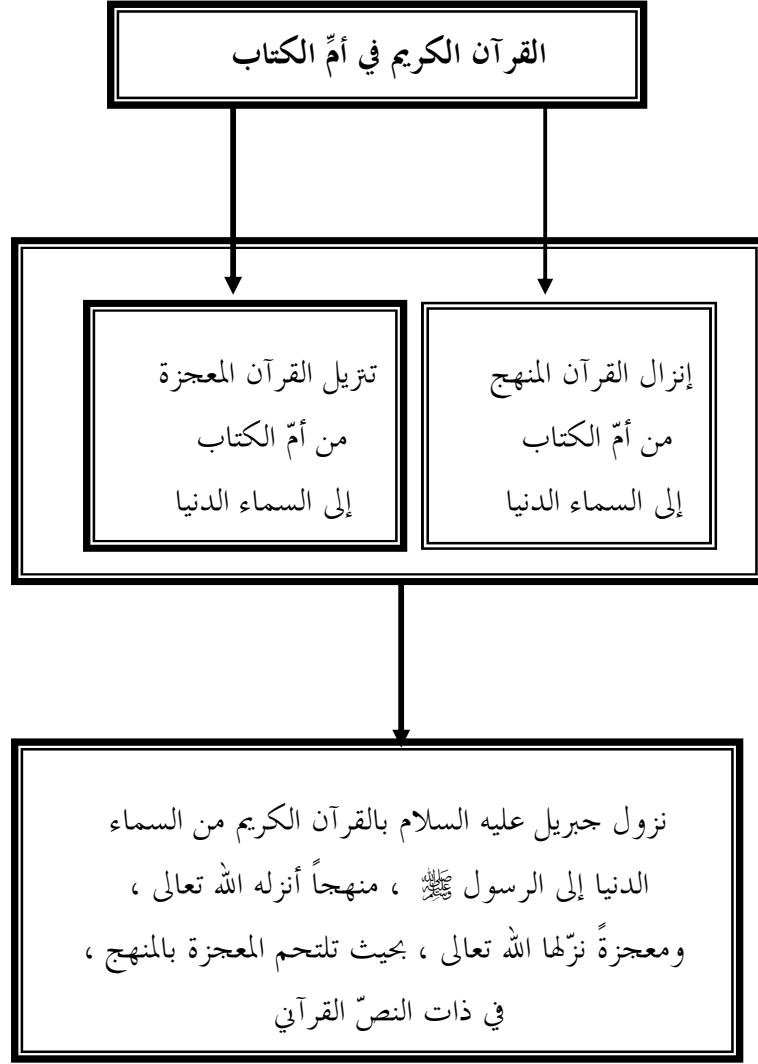 القرآن الكريم في أمِّ الكتاب
إنزال القرآن المنهج
من أمّ الكتاب
إلى السماء الدنيا
تنزيل القرآن المعجزة
من أمّ الكتاب
إلى السماء الدنيا
نزول جبريل عليه السلام بالقرآن الكريم من السماء
الدنيا إلى الرسول ﷺ ، منهجاً أنزله الله تعالى ،
ومعجزةً نزّلها الله تعالى ، بحيث تلتحم المعجزة بالمنهج ،
في ذات النصّ القرآني